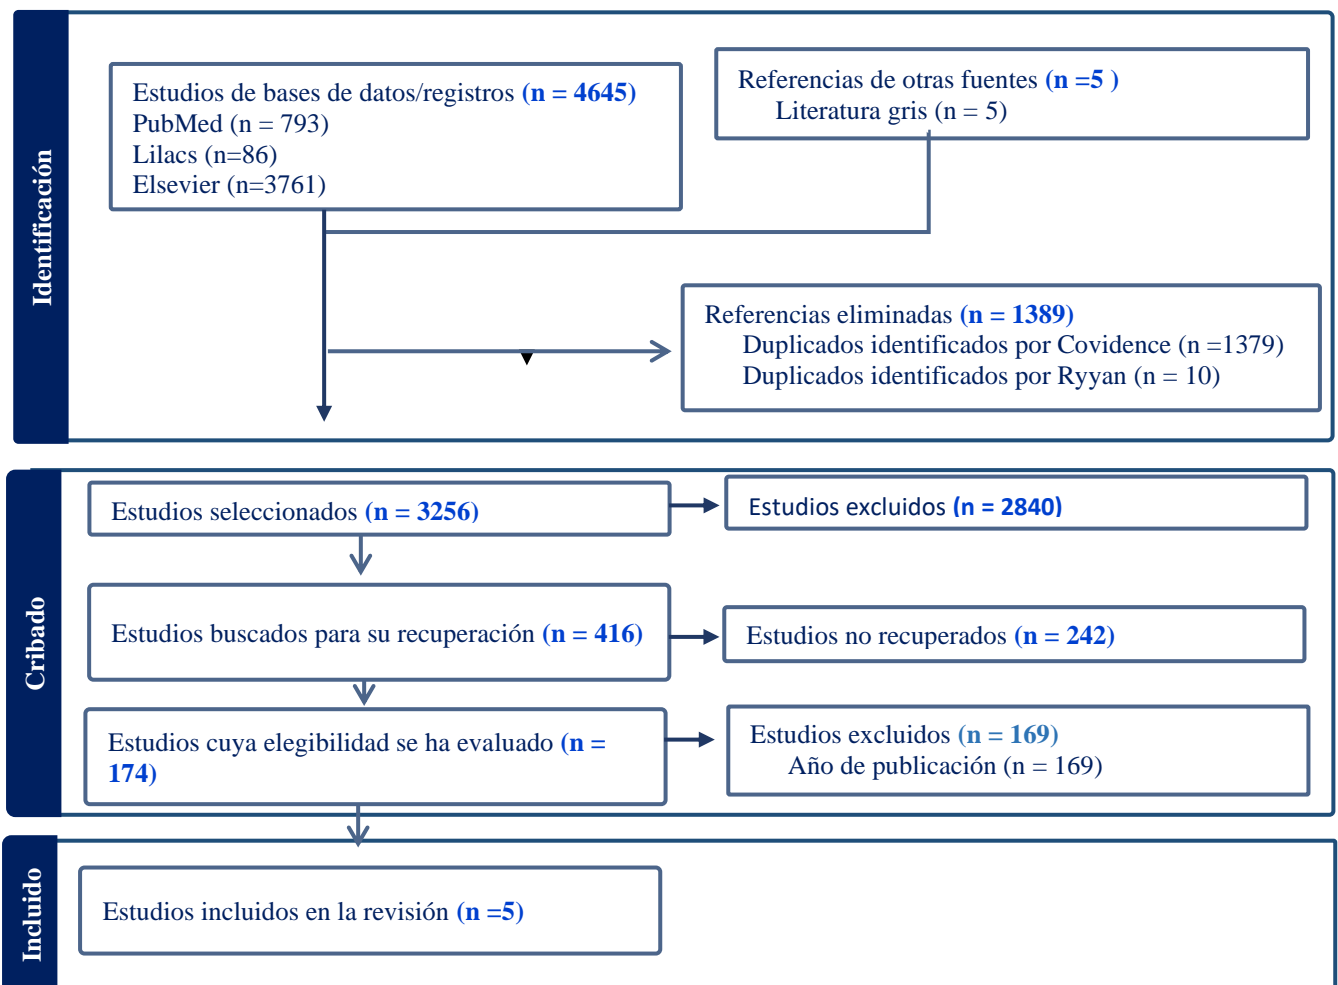 Identificación
Estudios de bases de datos/registros (n = 4645)
PubMed (n = 793)
Lilacs (n=86)
Elsevier (n=3761)
Referencias de otras fuentes (n =5 )
Literatura gris (n = 5)
Referencias eliminadas (n = 1389)
Duplicados identificados por Covidence (n =1379)
Duplicados identificados por Ryyan (n = 10)
Cribado
Estudios seleccionados (n = 3256)
Estudios excluidos (n = 2840)
Estudios buscados para su recuperación (n = 416)
Estudios no recuperados (n = 242)
Estudios cuya elegibilidad se ha evaluado (n =
174)
Estudios excluidos (n = 169)
Año de publicación (n = 169)
Incluido
Estudios incluidos en la revisión (n =5)